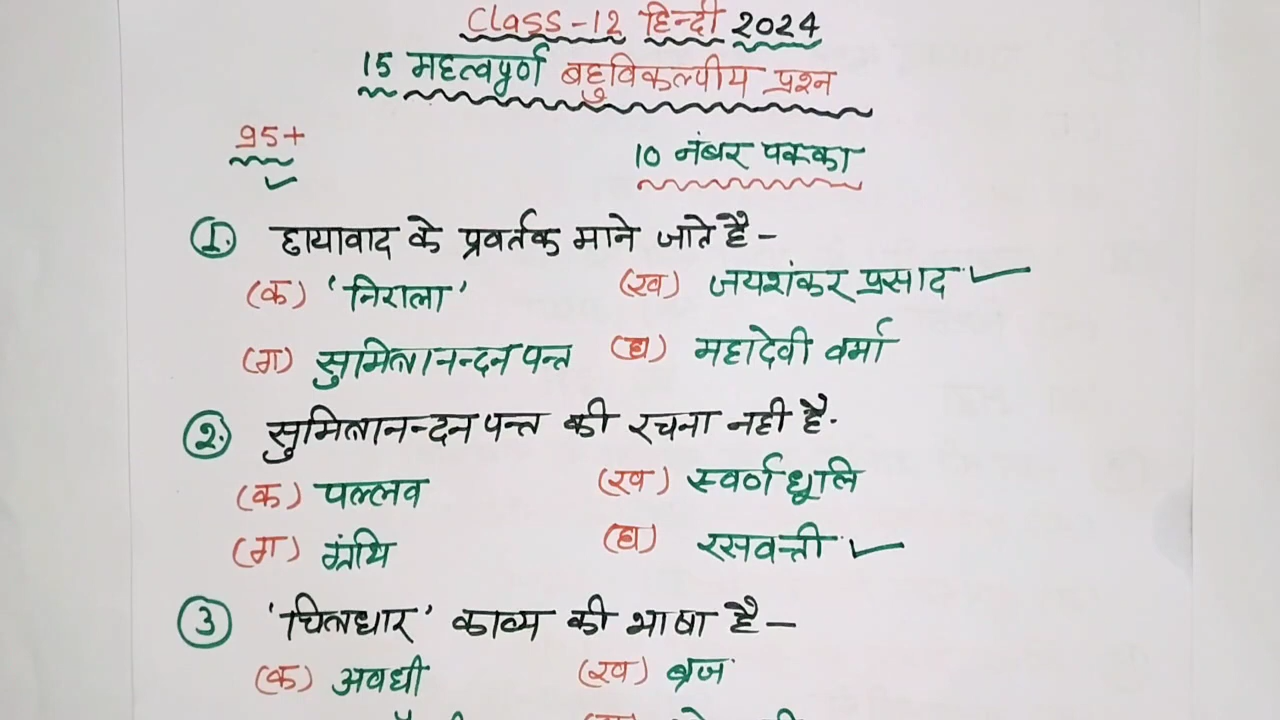 Class-12 हिन्दी 2024
15 महत्वपूर्ण बहुविकल्पीय प्रश्न
95+
10 नंबर पक्का
1. छायावाद के प्रवर्तक माने जाते है -
(क) 'निराला' (ख) जयशंकर प्रसाद
(ग) सुमित्रानन्दन पन्त (घ) महादेवी वर्मा
2. सुमित्रानन्दन पन्त की रचना नही है.
(क) पल्लव (ख) स्वर्ण धूलि
(ग) ग्रंथि (घ) रसवन्ती
3 'चित्राधार' काव्य की भाषा है -
(क) अवधी (ख) ब्रज